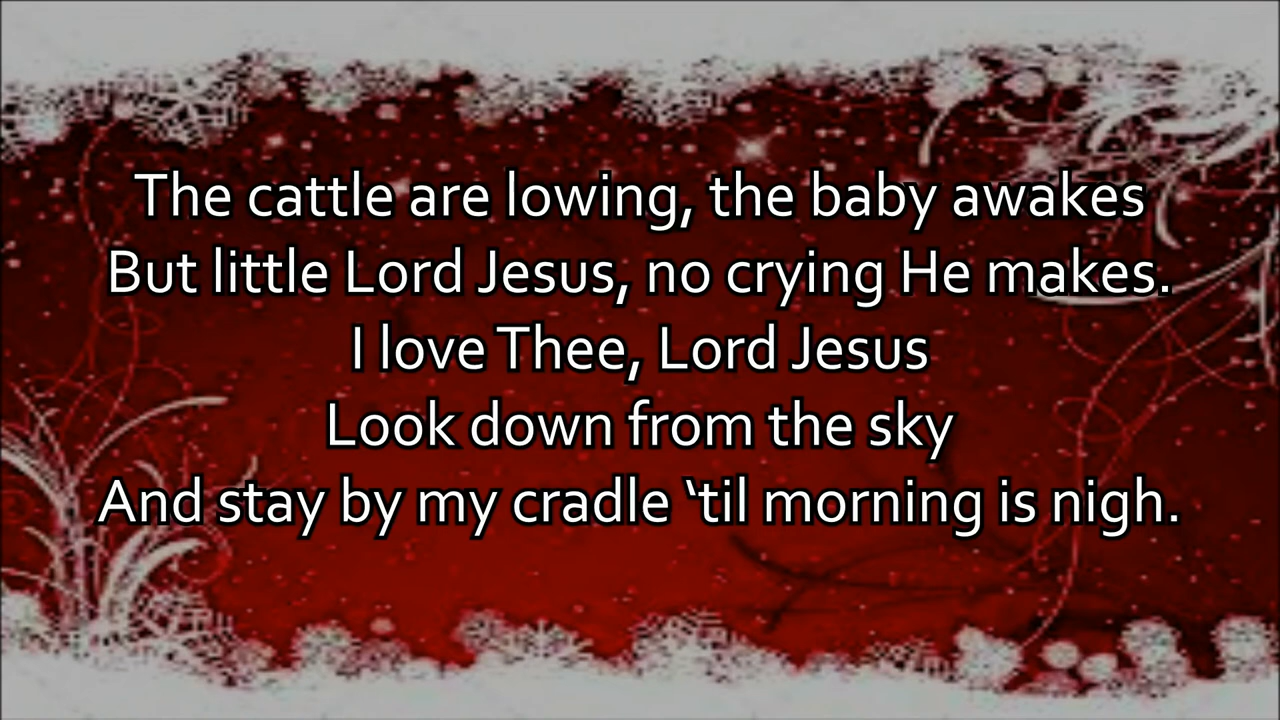 The cattle are lowing, the baby awakes
But little Lord Jesus, no crying He makes.
I love Thee, Lord Jesus
Look down from the sky
And stay by my cradle ‘til morning is nigh.